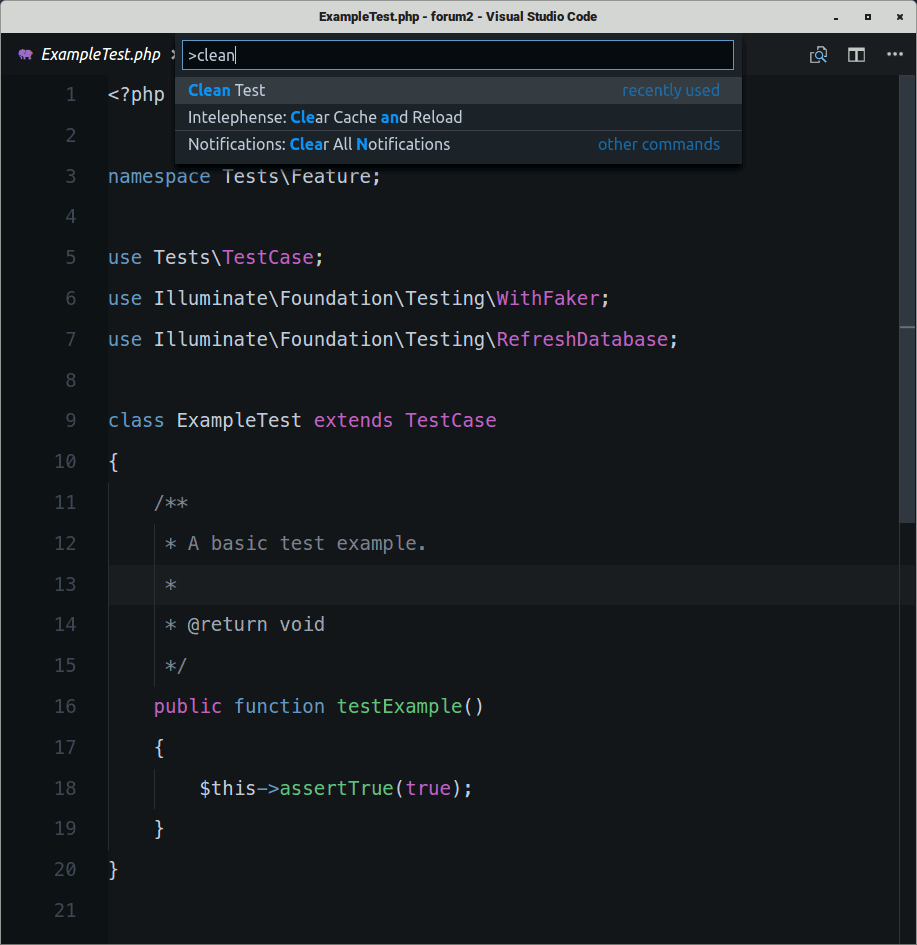 ExampleTest.php - forum2 - Visual Studio Code
ExampleTest.php
>clean
Clean Test recently used
Intelephense: Clear Cache and Reload
Notifications: Clear All Notifications other commands
1 <?php
2
3 namespace Tests\Feature;
4
5 use Tests\TestCase;
6 use Illuminate\Foundation\Testing\WithFaker;
7 use Illuminate\Foundation\Testing\RefreshDatabase;
8
9 class ExampleTest extends TestCase
10 {
11     /**
12      * A basic test example.
13      *
14      * @return void
15      */
16     public function testExample()
17     {
18         $this->assertTrue(true);
19     }
20 }
21